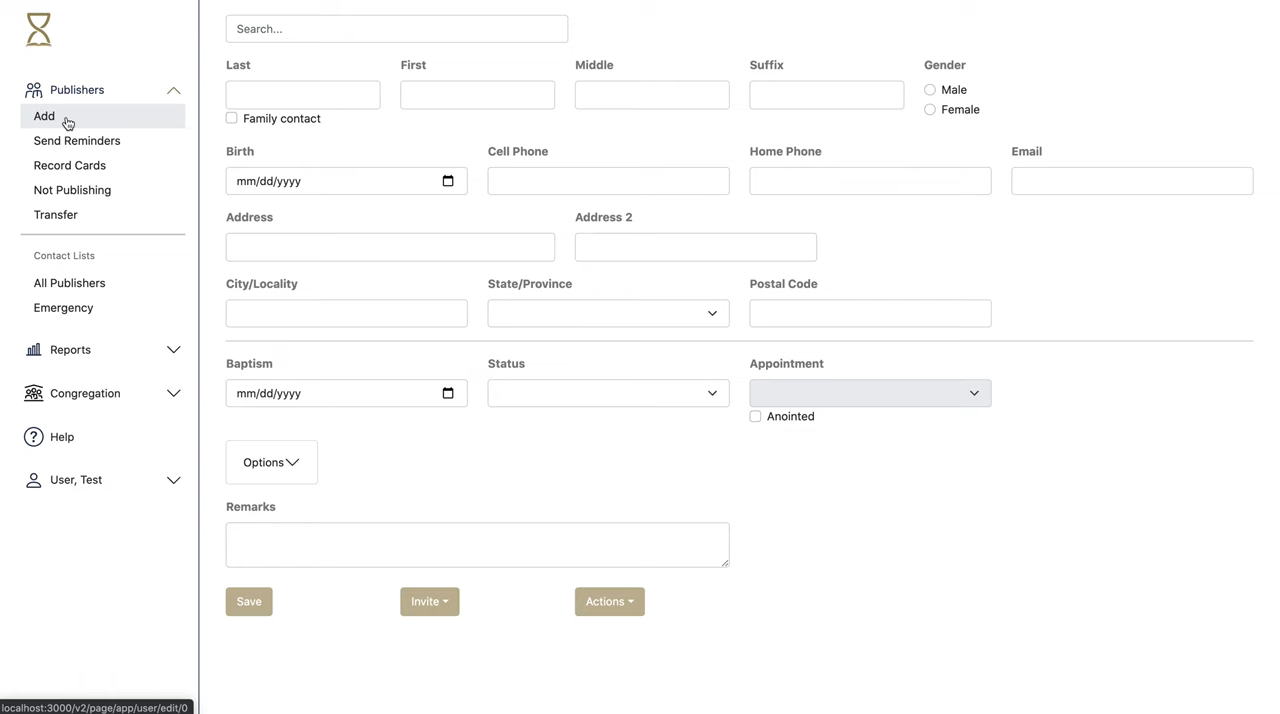 Publishers
Add
Send Reminders
Record Cards
Not Publishing
Transfer
Contact Lists
All Publishers
Emergency
Reports
Congregation
Help
User, Test
Search...
Last First Middle Suffix Gender
Male
Female
Family contact
Birth Cell Phone Home Phone Email
mm/dd/yyyy
Address Address 2
City/Locality State/Province Postal Code
Baptism Status Appointment
mm/dd/yyyy
Anointed
Options
Remarks
Save Invite Actions
localhost:3000/v2/page/app/user/edit/0